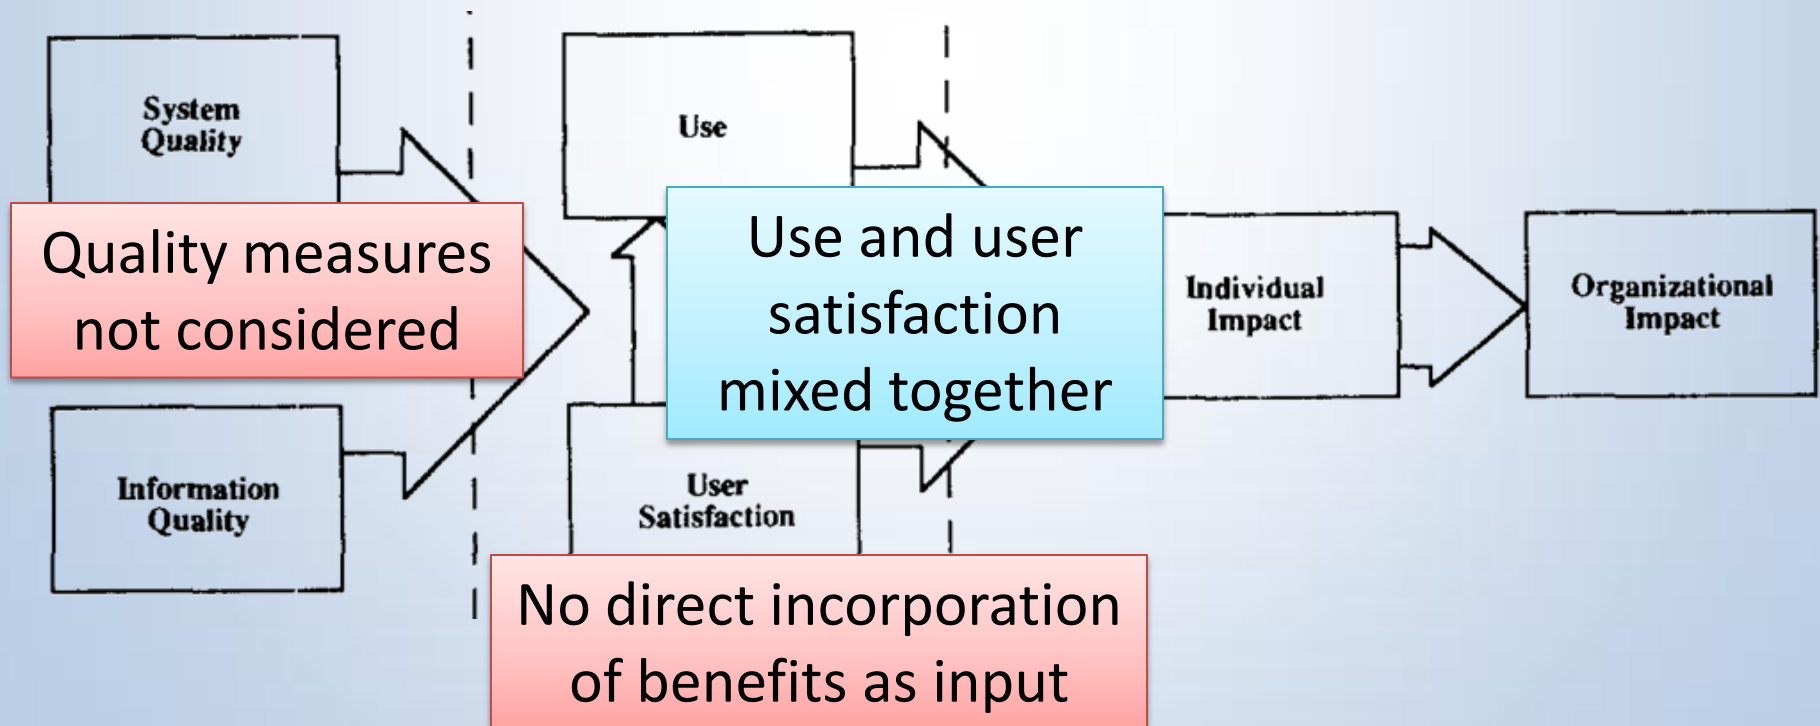 System
Quality
Use
Quality measures
not considered
Use and user
satisfaction
mixed together
Individual
Impact
Organizational
Impact
Information
Quality
User
Satisfaction
No direct incorporation
of benefits as input